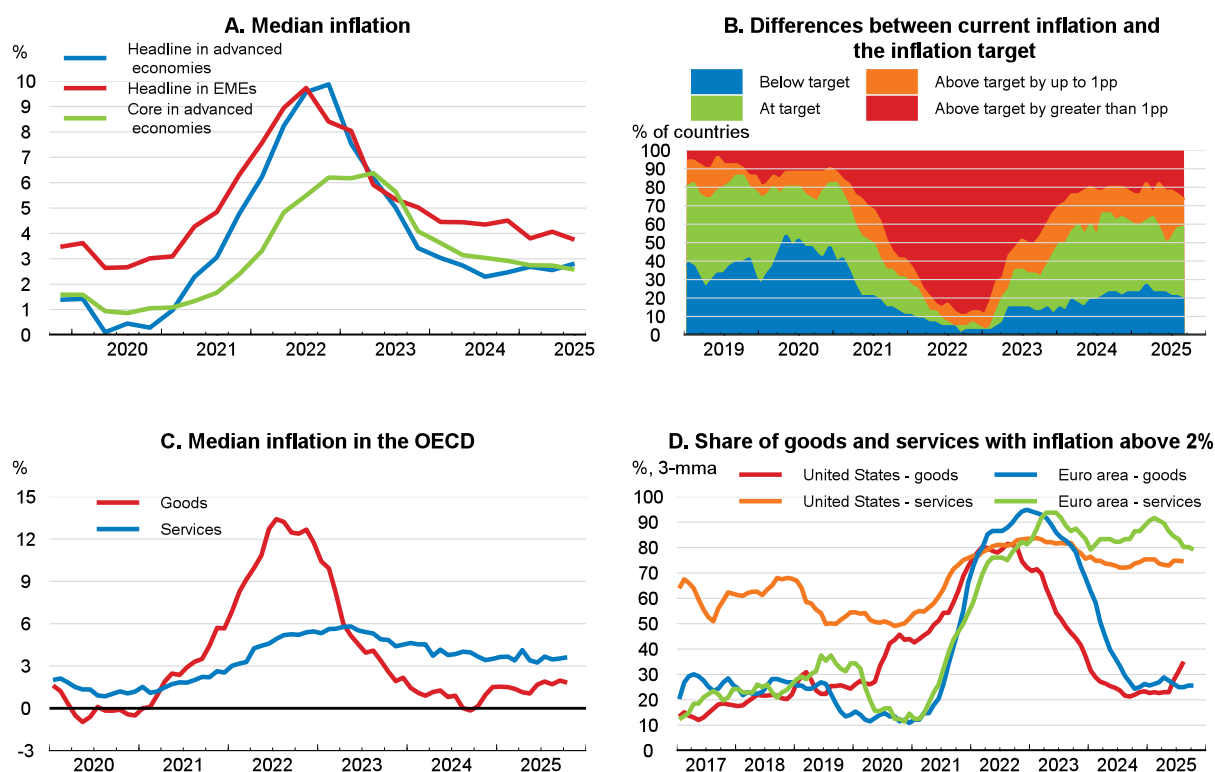 A. Median inflation
%
Headline in advanced
economies
Headline in EMEs
Core in advanced
economies
10
9
8
7
6
5
4
3
2
1
0
2020 2021 2022 2023 2024 2025
B. Differences between current inflation and
the inflation target
Below target
Above target by up to 1pp
At target
Above target by greater than 1pp
% of countries
100
90
80
70
60
50
40
30
20
10
0
2019 2020 2021 2022 2023 2024 2025
C. Median inflation in the OECD
%
Goods
Services
15
12
9
6
3
0
-3
2020 2021 2022 2023 2024 2025
D. Share of goods and services with inflation above 2%
%, 3-mma
United States - goods
Euro area - goods
United States - services
Euro area - services
100
90
80
70
60
50
40
30
20
10
0
2017 2018 2019 2020 2021 2022 2023 2024 2025